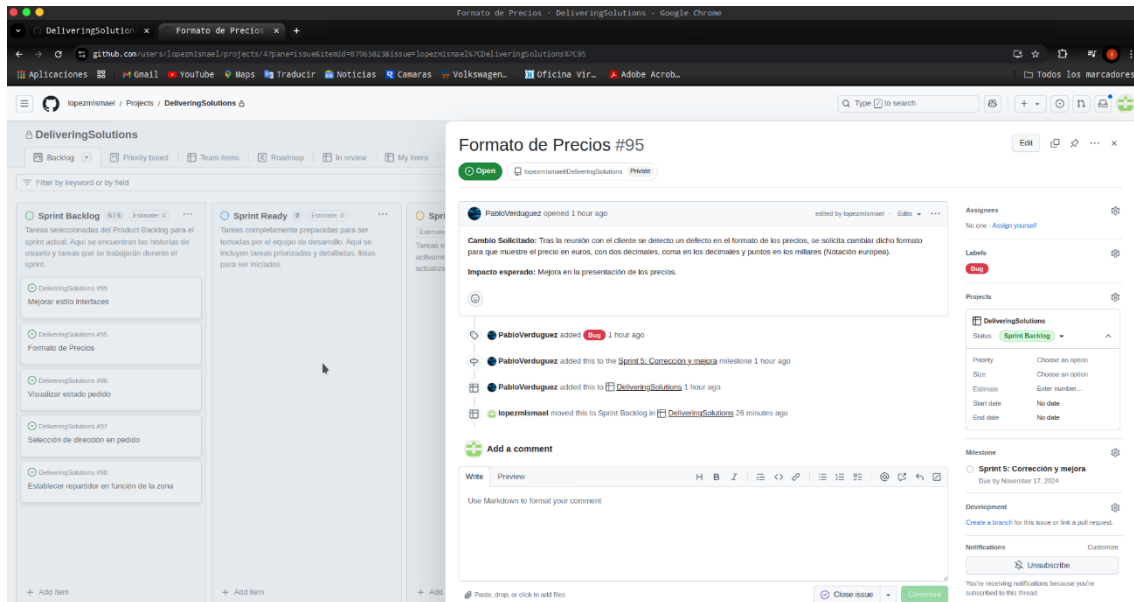 Formato de Precios - DeliveringSolutions - Google Chrome
DeliveringSolution ×
Formato de Precios × +
github.com/users/lopezmIsmael/projects/4?pane=issue&itemId=87065823&issue=lopezmIsmael%7CDeliveringSolutions%7C95
Aplicaciones Gmail YouTube Maps Traducir Noticias Camaras Volkswagen… Oficina Vir… Adobe Acrob…
Todos los marcadores
lopezmIsmael / Projects / DeliveringSolutions
Type / to search
DeliveringSolutions
Backlog Priority board Team items Roadmap In review My items
Filter by keyword or by field
Sprint Backlog 5 / 5 Estimate: 0 ···
Tareas seleccionadas del Product Backlog para el
sprint actual. Aquí se encuentran las historias de
usuario y tareas que se trabajarán durante el
sprint.
DeliveringSolutions #99
Mejorar estilo interfaces
DeliveringSolutions #95
Formato de Precios
DeliveringSolutions #96
Visualizar estado pedido
DeliveringSolutions #97
Selección de dirección en pedido
DeliveringSolutions #98
Establecer repartidor en función de la zona
+ Add item
Sprint Ready 0 Estimate: 0 ···
Tareas completamente preparadas para ser
tomadas por el equipo de desarrollo. Aquí se
incluyen tareas priorizadas y detalladas, listas
para ser iniciadas.
+ Add item
Spri
Estimate
Tareas e
activame
actualiza
+ Add
Formato de Precios #95
Edit
Open lopezmIsmael/DeliveringSolutions Private
PabloVerduguez opened 1 hour ago
edited by lopezmIsmael · Edits ···
Cambio Solicitado: Tras la reunión con el cliente se detecto un defecto en el formato de los precios, se solicita cambiar dicho formato
para que muestre el precio en euros, con dos decimales, coma en los decimales y puntos en los millares (Notación europea).
Impacto esperado: Mejora en la presentación de los precios.
PabloVerduguez added Bug 1 hour ago
PabloVerduguez added this to the Sprint 5: Corrección y mejora milestone 1 hour ago
PabloVerduguez added this to DeliveringSolutions 1 hour ago
lopezmIsmael moved this to Sprint Backlog in DeliveringSolutions 26 minutes ago
Add a comment
Write Preview
H B I
Use Markdown to format your comment
Paste, drop, or click to add files
Close issue
Comment
Assignees
No one - Assign yourself
Labels
Bug
Projects
DeliveringSolutions
Status Sprint Backlog
Priority Choose an option
Size Choose an option
Estimate Enter number...
Start date No date
End date No date
Milestone
Sprint 5: Corrección y mejora
Due by November 17, 2024
Development
Create a branch for this issue or link a pull request.
Notifications Customize
Unsubscribe
You're receiving notifications because you're
subscribed to this thread.